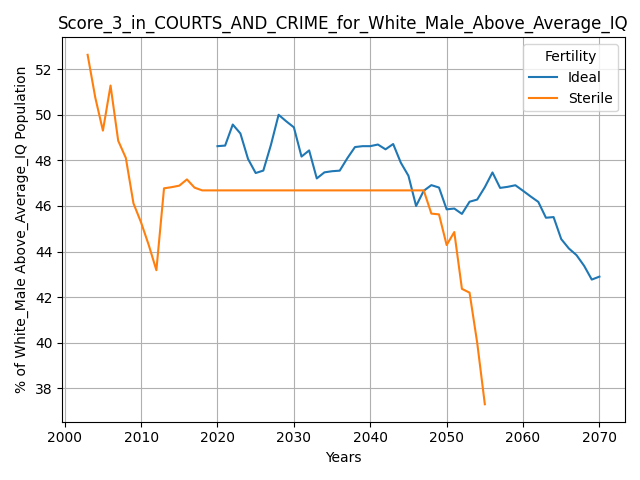 Score_3_in_COURTS_AND_CRIME_for_White_Male_Above_Average_IQ
% of White_Male Above_Average_IQ Population
52
50
48
46
44
42
40
38
Fertility
Ideal
Sterile
2000 2010 2020 2030 2040 2050 2060 2070
Years